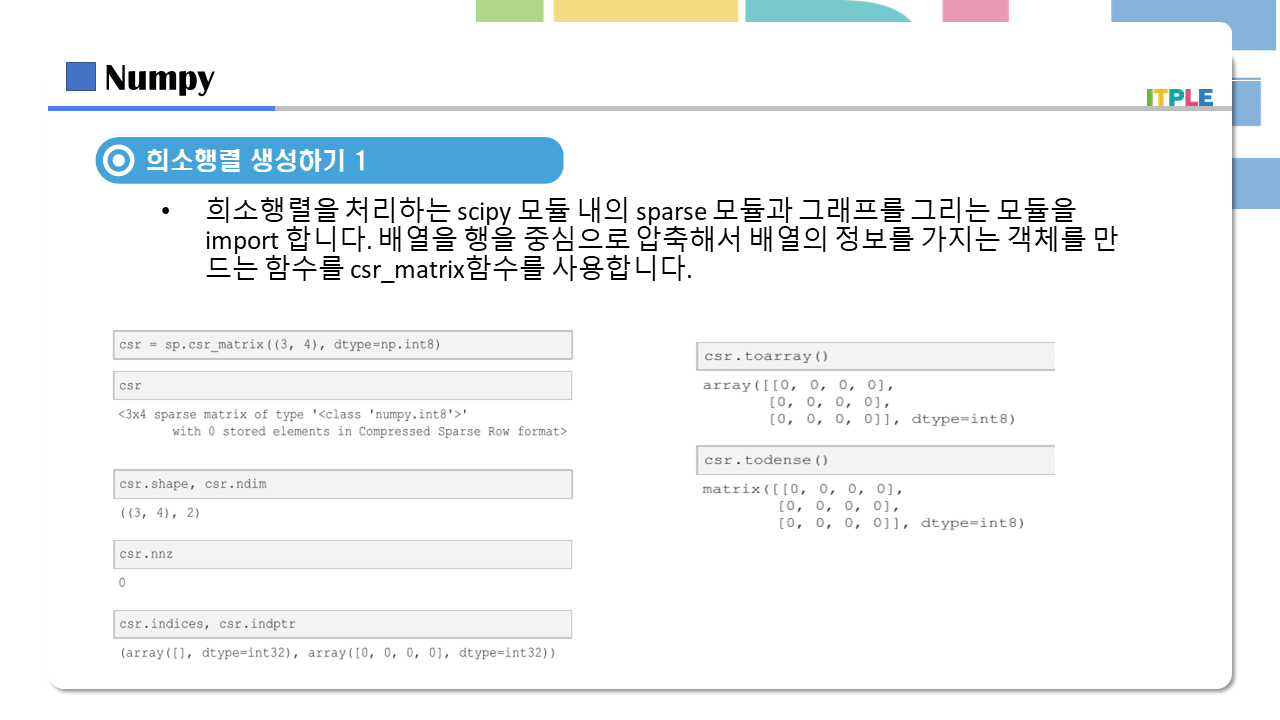 Numpy
ITPLE
희소행렬 생성하기 1
• 희소행렬을 처리하는 scipy 모듈 내의 sparse 모듈과 그래프를 그리는 모듈을
import 합니다. 배열을 행을 중심으로 압축해서 배열의 정보를 가지는 객체를 만
드는 함수를 csr_matrix함수를 사용합니다.
csr = sp.csr_matrix((3, 4), dtype=np.int8)
csr
<3x4 sparse matrix of type '<class 'numpy.int8'>'
with 0 stored elements in Compressed Sparse Row format>
csr.shape, csr.ndim
((3, 4), 2)
csr.nnz
0
csr.indices, csr.indptr
(array([], dtype=int32), array([0, 0, 0, 0], dtype=int32))
csr.toarray()
array([[0, 0, 0, 0],
[0, 0, 0, 0],
[0, 0, 0, 0]], dtype=int8)
csr.todense()
matrix([[0, 0, 0, 0],
[0, 0, 0, 0],
[0, 0, 0, 0]], dtype=int8)